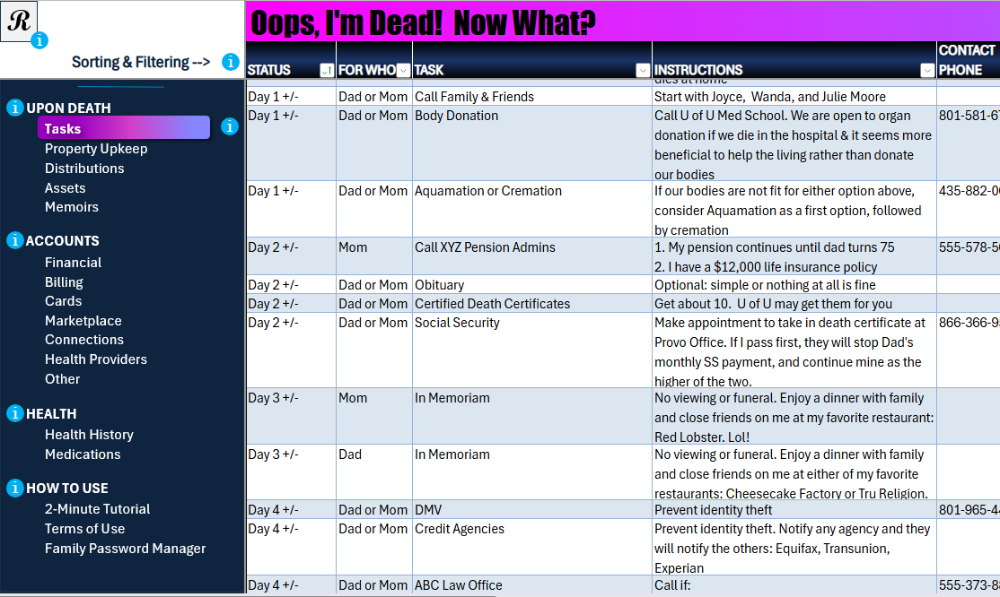 R
Oops, I'm Dead!  Now What?
Sorting & Filtering -->
STATUS FOR WHO TASK INSTRUCTIONS CONTACT PHONE
UPON DEATH
Tasks
Property Upkeep
Distributions
Assets
Memoirs
ACCOUNTS
Financial
Billing
Cards
Marketplace
Connections
Health Providers
Other
HEALTH
Health History
Medications
HOW TO USE
2-Minute Tutorial
Terms of Use
Family Password Manager
dies at home
Day 1 +/- Dad or Mom Call Family & Friends Start with Joyce,  Wanda, and Julie Moore
Day 1 +/- Dad or Mom Body Donation Call U of U Med School. We are open to organ 801-581-6
donation if we die in the hospital & it seems more
beneficial to help the living rather than donate
our bodies
Day 1 +/- Dad or Mom Aquamation or Cremation If our bodies are not fit for either option above, 435-882-0
consider Aquamation as a first option, followed
by cremation
Day 2 +/- Mom Call XYZ Pension Admins 1. My pension continues until dad turns 75 555-578-5
2. I have a $12,000 life insurance policy
Day 2 +/- Dad or Mom Obituary Optional: simple or nothing at all is fine
Day 2 +/- Dad or Mom Certified Death Certificates Get about 10.  U of U may get them for you
Day 2 +/- Dad or Mom Social Security Make appointment to take in death certificate at 866-366-9
Provo Office. If I pass first, they will stop Dad's
monthly SS payment, and continue mine as the
higher of the two.
Day 3 +/- Mom In Memoriam No viewing or funeral. Enjoy a dinner with family
and close friends on me at my favorite restaurant:
Red Lobster. Lol!
Day 3 +/- Dad In Memoriam No viewing or funeral. Enjoy a dinner with family
and close friends on me at either of my favorite
restaurants: Cheesecake Factory or Tru Religion.
Day 4 +/- Dad or Mom DMV Prevent identity theft 801-965-4
Day 4 +/- Dad or Mom Credit Agencies Prevent identity theft. Notify any agency and they
will notify the others: Equifax, Transunion,
Experian
Day 4 +/- Dad or Mom ABC Law Office Call if: 555-373-8